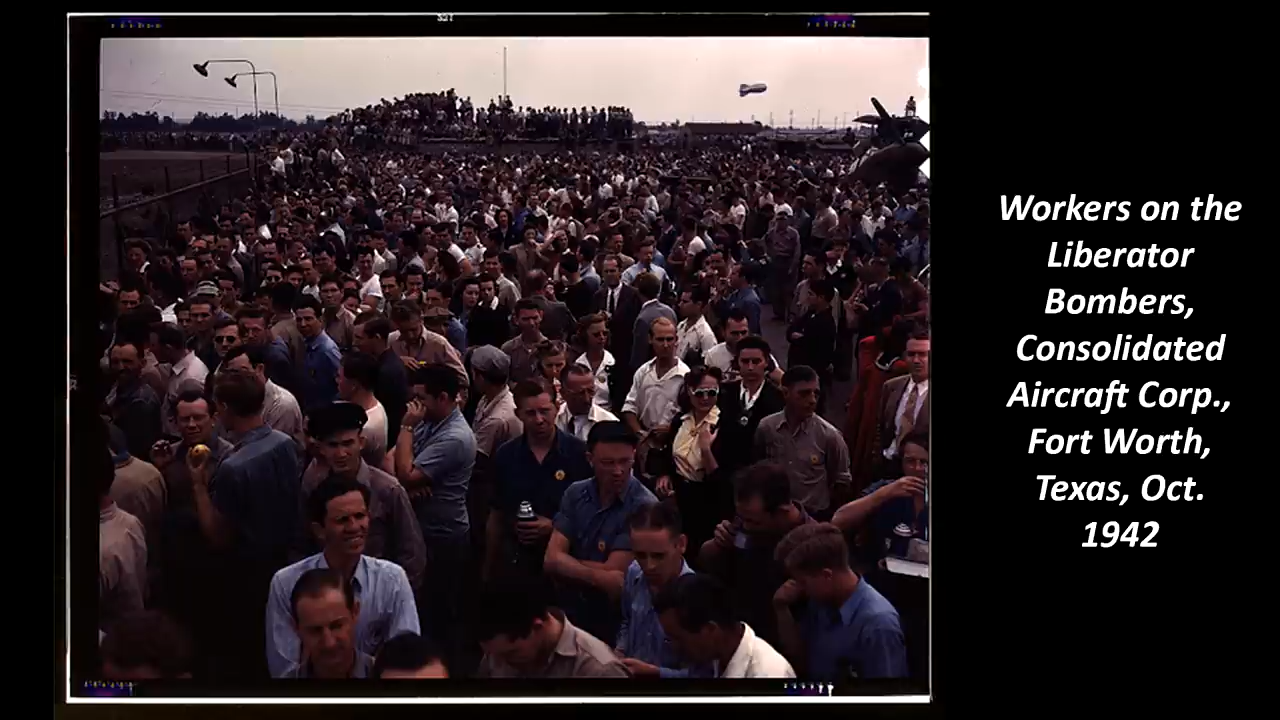 Workers on the
Liberator
Bombers,
Consolidated
Aircraft Corp.,
Fort Worth,
Texas, Oct.
1942